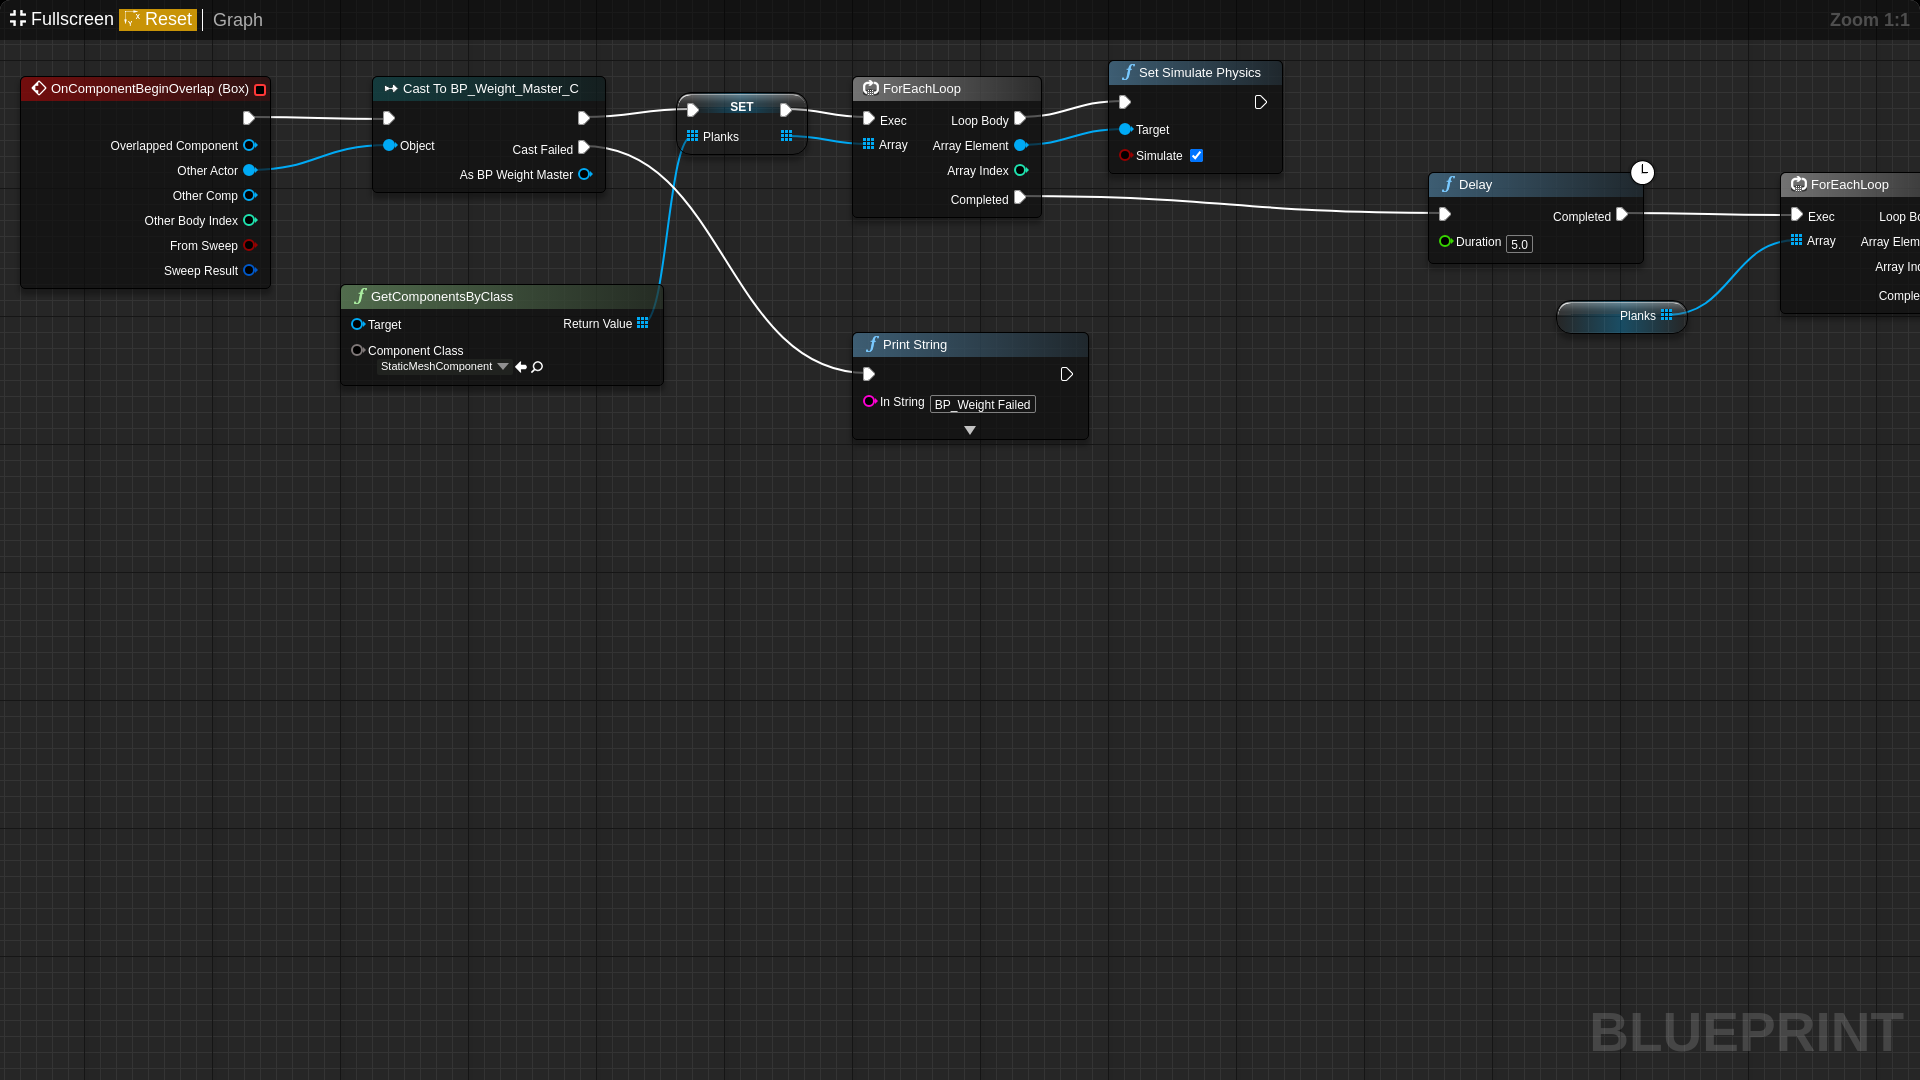 Fullscreen Reset Graph Zoom 1:1
OnComponentBeginOverlap (Box)
Overlapped Component
Other Actor
Other Comp
Other Body Index
From Sweep
Sweep Result
Cast To BP_Weight_Master_C
Object
Cast Failed
As BP Weight Master
SET
Planks
ForEachLoop
Exec Loop Body
Array Array Element
Array Index
Completed
Set Simulate Physics
Target
Simulate
Delay
Completed
Duration 5.0
ForEachLoop
Exec Loop Bo
Array Array Elem
Array Ind
Comple
Planks
GetComponentsByClass
Target Return Value
Component Class
StaticMeshComponent
Print String
In String BP_Weight Failed
BLUEPRINT